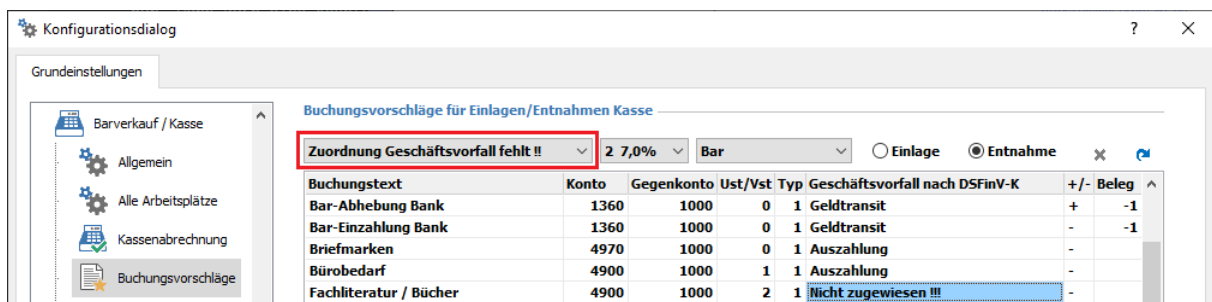 Konfigurationsdialog ?
Grundeinstellungen
Barverkauf / Kasse
Allgemein
Alle Arbeitsplätze
Kassenabrechnung
Buchungsvorschläge
Buchungsvorschläge für Einlagen/Entnahmen Kasse
Zuordnung Geschäftsvorfall fehlt !! 2 7,0% Bar Einlage Entnahme
Buchungstext Konto Gegenkonto Ust/Vst Typ Geschäftsvorfall nach DSFinV-K +/- Beleg
Bar-Abhebung Bank 1360 1000 0 1 Geldtransit + -1
Bar-Einzahlung Bank 1360 1000 0 1 Geldtransit - -1
Briefmarken 4970 1000 0 1 Auszahlung -
Bürobedarf 4900 1000 1 1 Auszahlung -
Fachliteratur / Bücher 4900 1000 2 1 Nicht zugewiesen !!! -